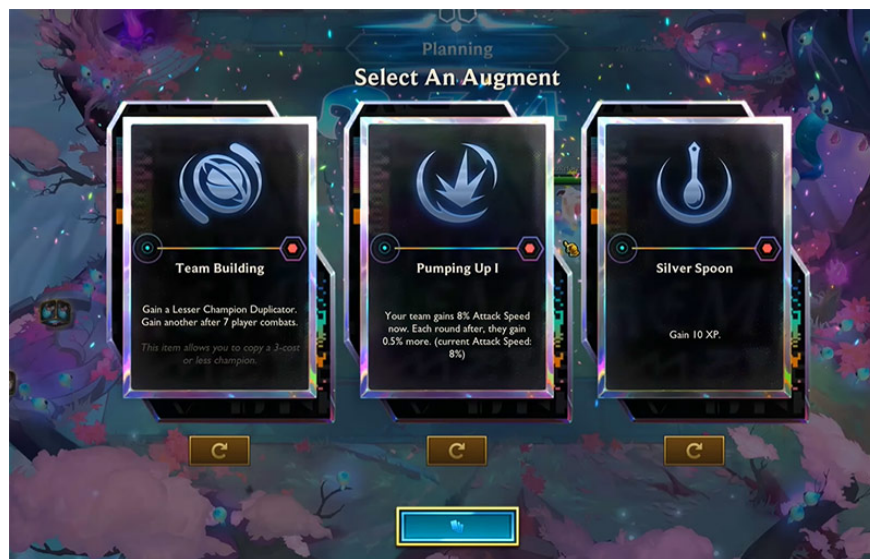 Planning
Select An Augment
Team Building
Gain a Lesser Champion Duplicator.
Gain another after 7 player combats.
This item allows you to copy a 3-cost
or less champion.
Pumping Up I
Your team gains 8% Attack Speed
now. Each round after, they gain
0.5% more. (current Attack Speed:
8%)
Silver Spoon
Gain 10 XP.